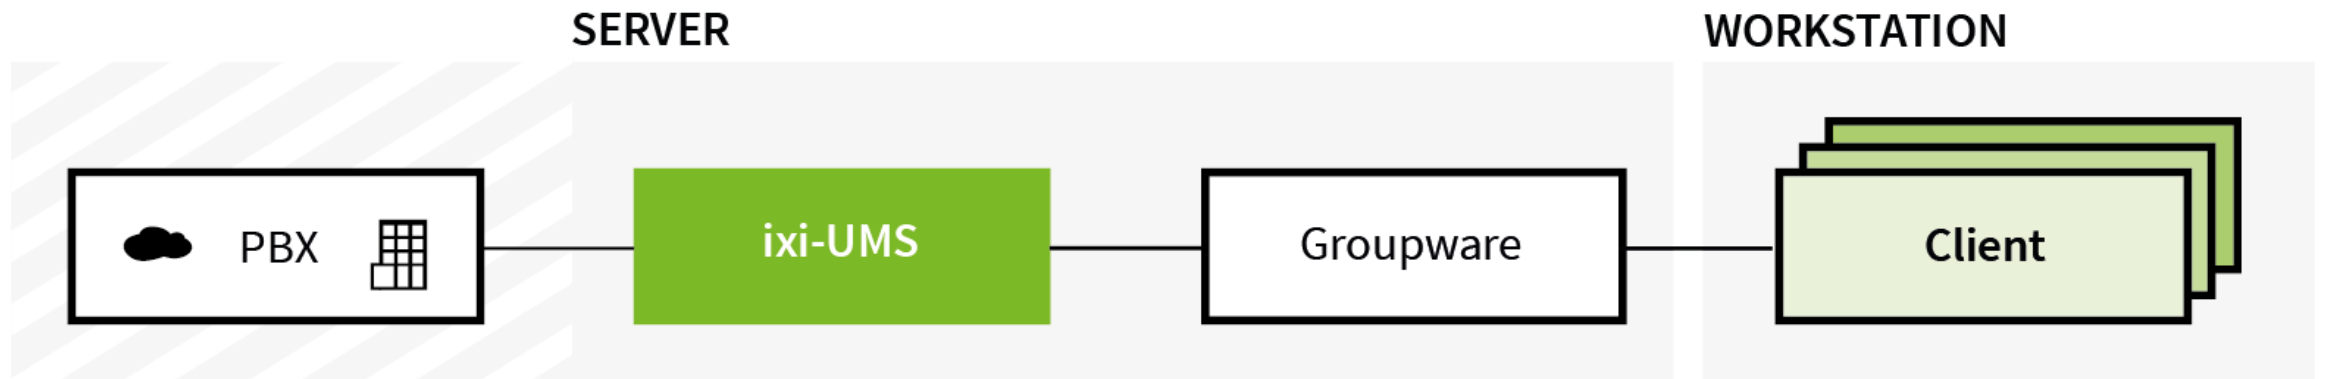 SERVER
WORKSTATION
PBX
ixi-UMS
Groupware
Client